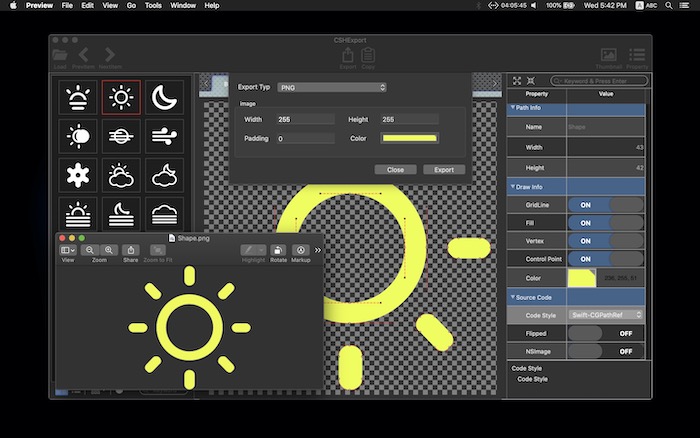 Preview File Edit View Go Tools Window Help 04:05:45 100% Wed 5:42 PM A ABC
CSHExport
Load Previous NextItem Export Copy Thumbnail Property
Export Typ PNG
Image
Width 255 Height 255
Padding 0 Color
Close Export
Keyword & Press Enter
Property Value
Path Info
Name Shape
Width 43
Height 42
Draw Info
GridLine ON
Fill ON
Vertex ON
Control Point ON
Color 236, 255, 81
Source Code
Code Style Swift-CGPathRef
Flipped OFF
NSImage OFF
Code Style
Code Style
Shape.png
View Zoom Share Zoom to Fit Highlight Rotate Markup